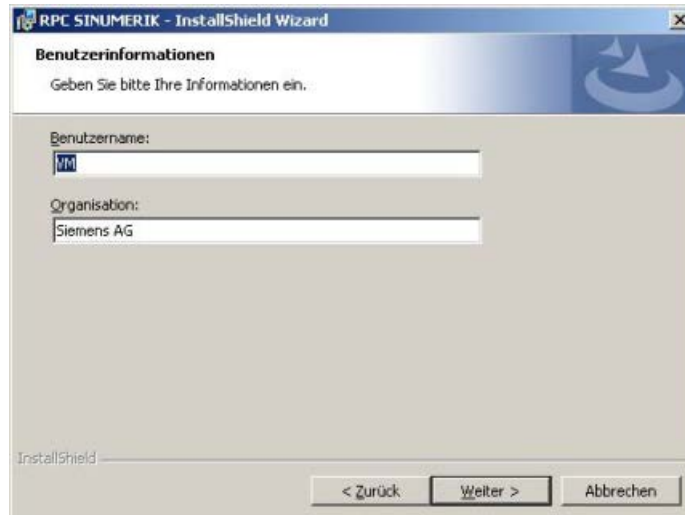 RPC SINUMERIK - InstallShield Wizard
Benutzerinformationen
Geben Sie bitte Ihre Informationen ein.
Benutzername:
VM
Organisation:
Siemens AG
InstallShield
< Zurück Weiter > Abbrechen